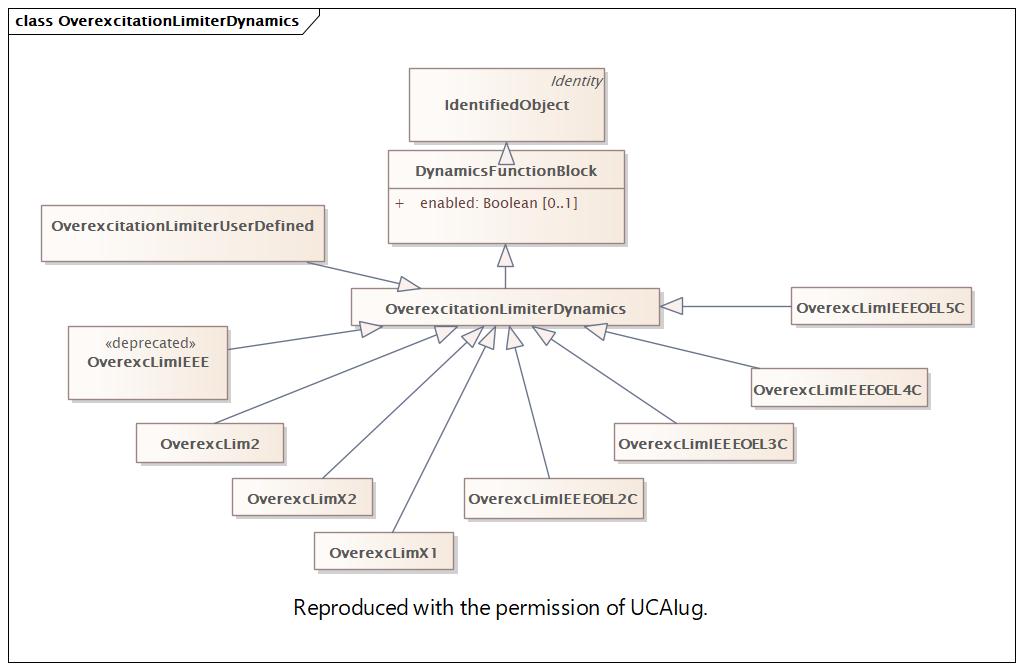 class OverexcitationLimiterDynamics
Identity
IdentifiedObject
DynamicsFunctionBlock
+ enabled: Boolean [0..1]
OverexcitationLimiterUserDefined
OverexcitationLimiterDynamics
OverexcLimIEEEOEL5C
«deprecated»
OverexcLimIEEE
OverexcLimIEEEOEL4C
OverexcLim2
OverexcLimIEEEOEL3C
OverexcLimX2
OverexcLimIEEEOEL2C
OverexcLimX1
Reproduced with the permission of UCAIug.